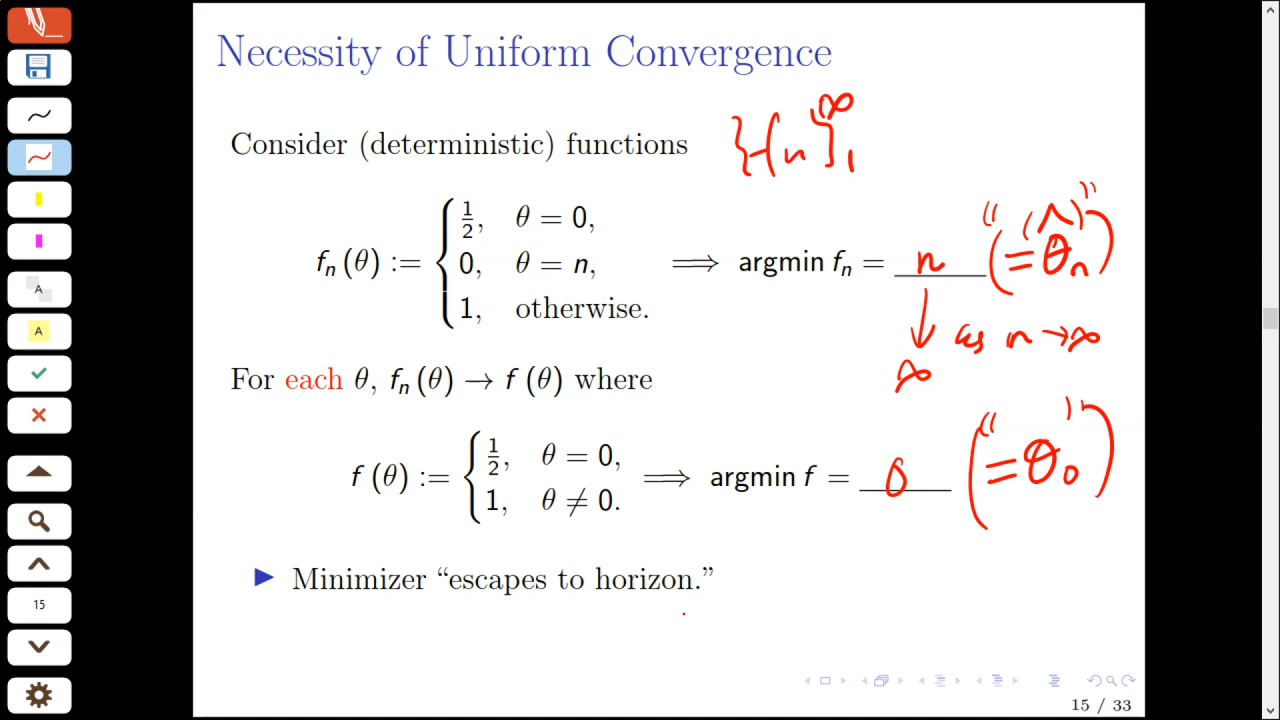 Necessity of Uniform Convergence
Consider (deterministic) functions {f_n}_1^∞
f_n(θ) := { 1/2, θ = 0,
0, θ = n, ⟹ argmin f_n = n (= "θ̂_n")
1, otherwise.
↓ as n → ∞
∞
For each θ, f_n(θ) → f(θ) where
f(θ) := { 1/2, θ = 0, ⟹ argmin f = 0 ("= θ_0")
1, θ ≠ 0.
▶ Minimizer “escapes to horizon.”
15 / 33
A
A
15